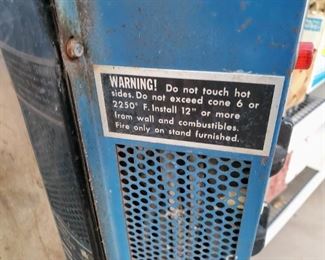 WARNING! Do not touch hot
sides. Do not exceed cone 6 or
2250° F. Install 12" or more
from wall and combustibles.
Fire only on stand furnished.